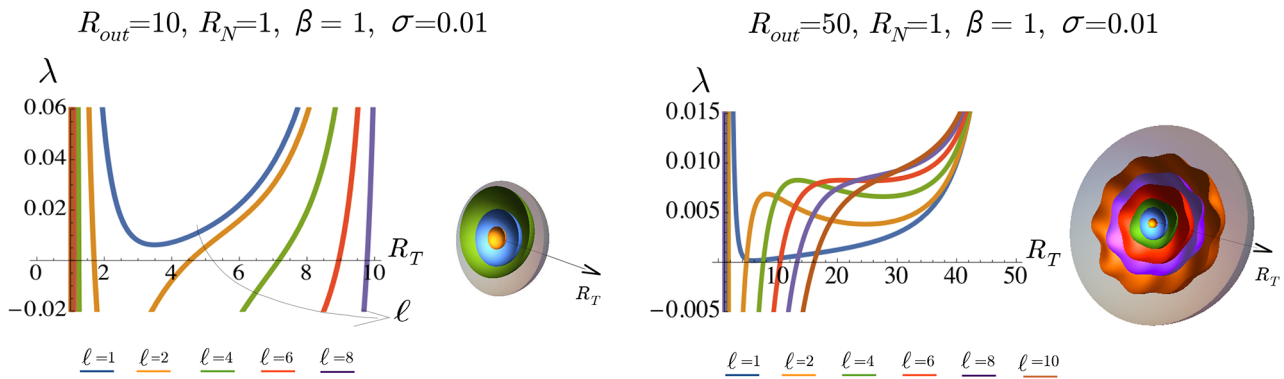 R_out=10, R_N=1, β = 1, σ=0.01
λ
0.06
0.04
0.02
0
-0.02
2
4
6
8
10
R_T
ℓ
R_T
ℓ=1 ℓ=2 ℓ=4 ℓ=6 ℓ=8
R_out=50, R_N=1, β = 1, σ=0.01
λ
0.015
0.010
0.005
-0.005
10 20 30 40 50
R_T
R_T
ℓ=1 ℓ=2 ℓ=4 ℓ=6 ℓ=8 ℓ=10